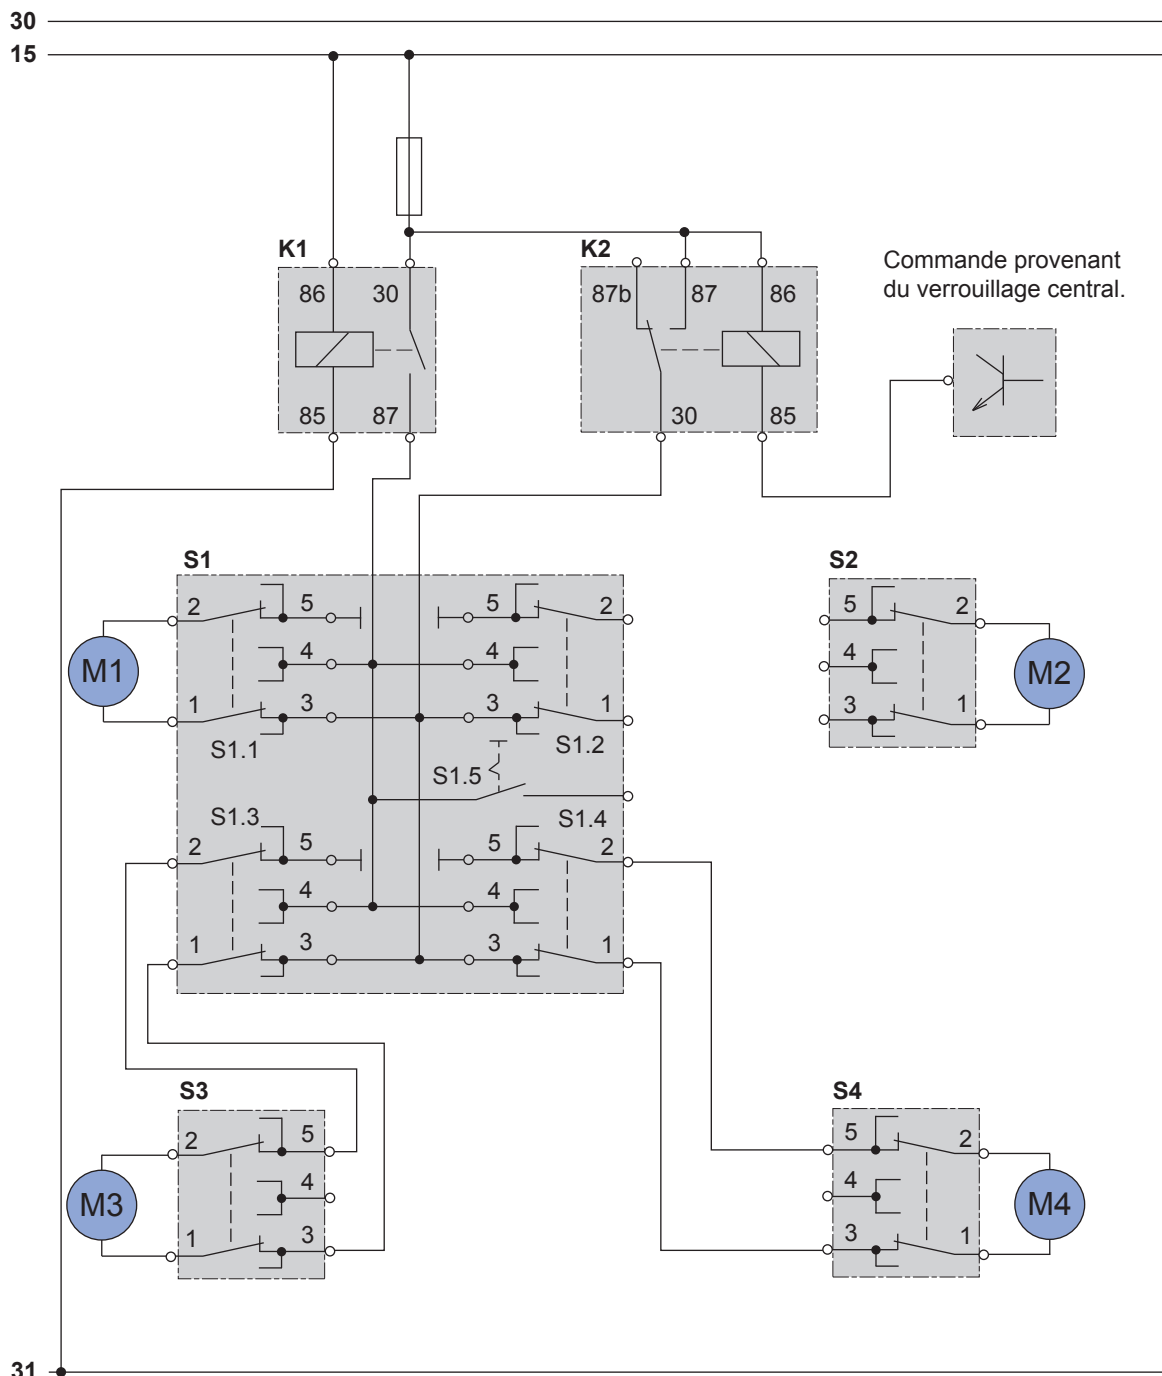 30
15
K1
K2
Commande provenant
du verrouillage central.
86 30
87b 87 86
85 87
30 85
S1
S2
2 5 5 2
5 2
4 4
4
M1
M2
1 3 3 1
3 1
S1.1 S1.2
S1.5
S1.3 S1.4
2 5 5 2
4 4
1 3 3 1
S3
S4
2 5
5 2
4
4
M3
M4
1 3
3 1
31